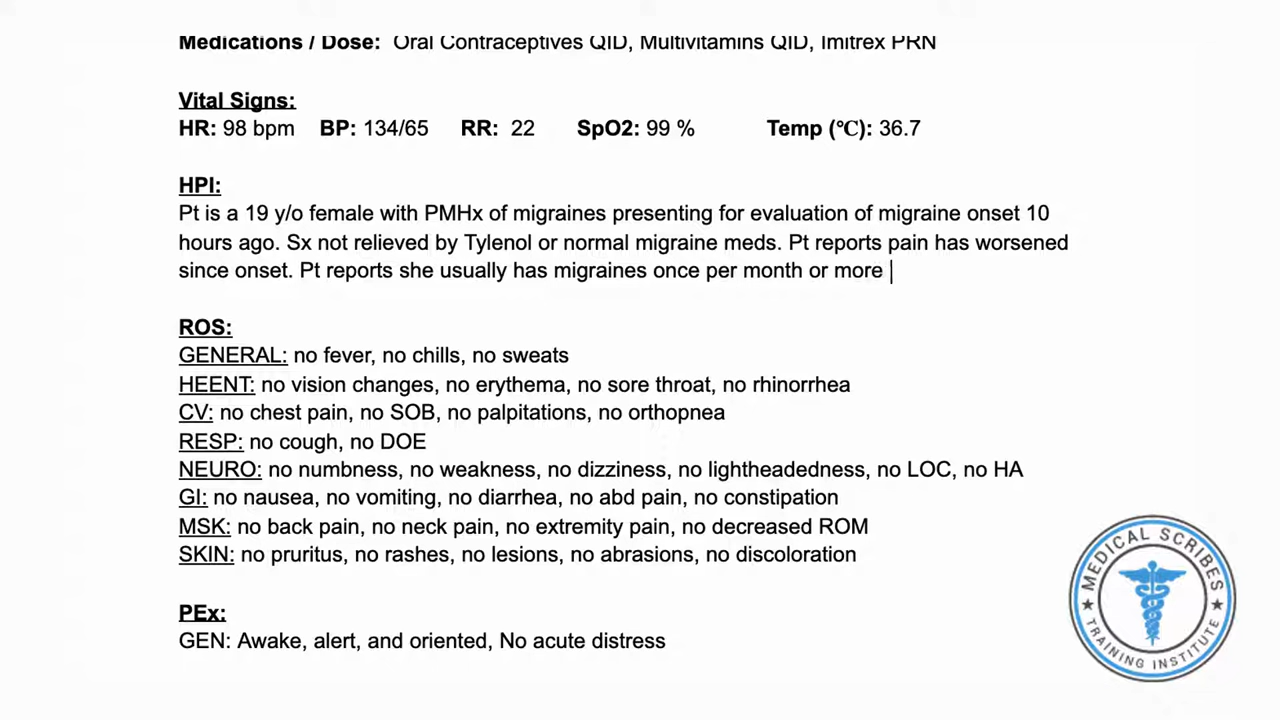 Medications / Dose: Oral Contraceptives QID, Multivitamins QID, Imitrex PRN
Vital Signs:
HR: 98 bpm BP: 134/65 RR: 22 SpO2: 99 % Temp (℃): 36.7
HPI:
Pt is a 19 y/o female with PMHx of migraines presenting for evaluation of migraine onset 10
hours ago. Sx not relieved by Tylenol or normal migraine meds. Pt reports pain has worsened
since onset. Pt reports she usually has migraines once per month or more
ROS:
GENERAL: no fever, no chills, no sweats
HEENT: no vision changes, no erythema, no sore throat, no rhinorrhea
CV: no chest pain, no SOB, no palpitations, no orthopnea
RESP: no cough, no DOE
NEURO: no numbness, no weakness, no dizziness, no lightheadedness, no LOC, no HA
GI: no nausea, no vomiting, no diarrhea, no abd pain, no constipation
MSK: no back pain, no neck pain, no extremity pain, no decreased ROM
SKIN: no pruritus, no rashes, no lesions, no abrasions, no discoloration
PEx:
GEN: Awake, alert, and oriented, No acute distress
MEDICAL SCRIBES
TRAINING INSTITUTE